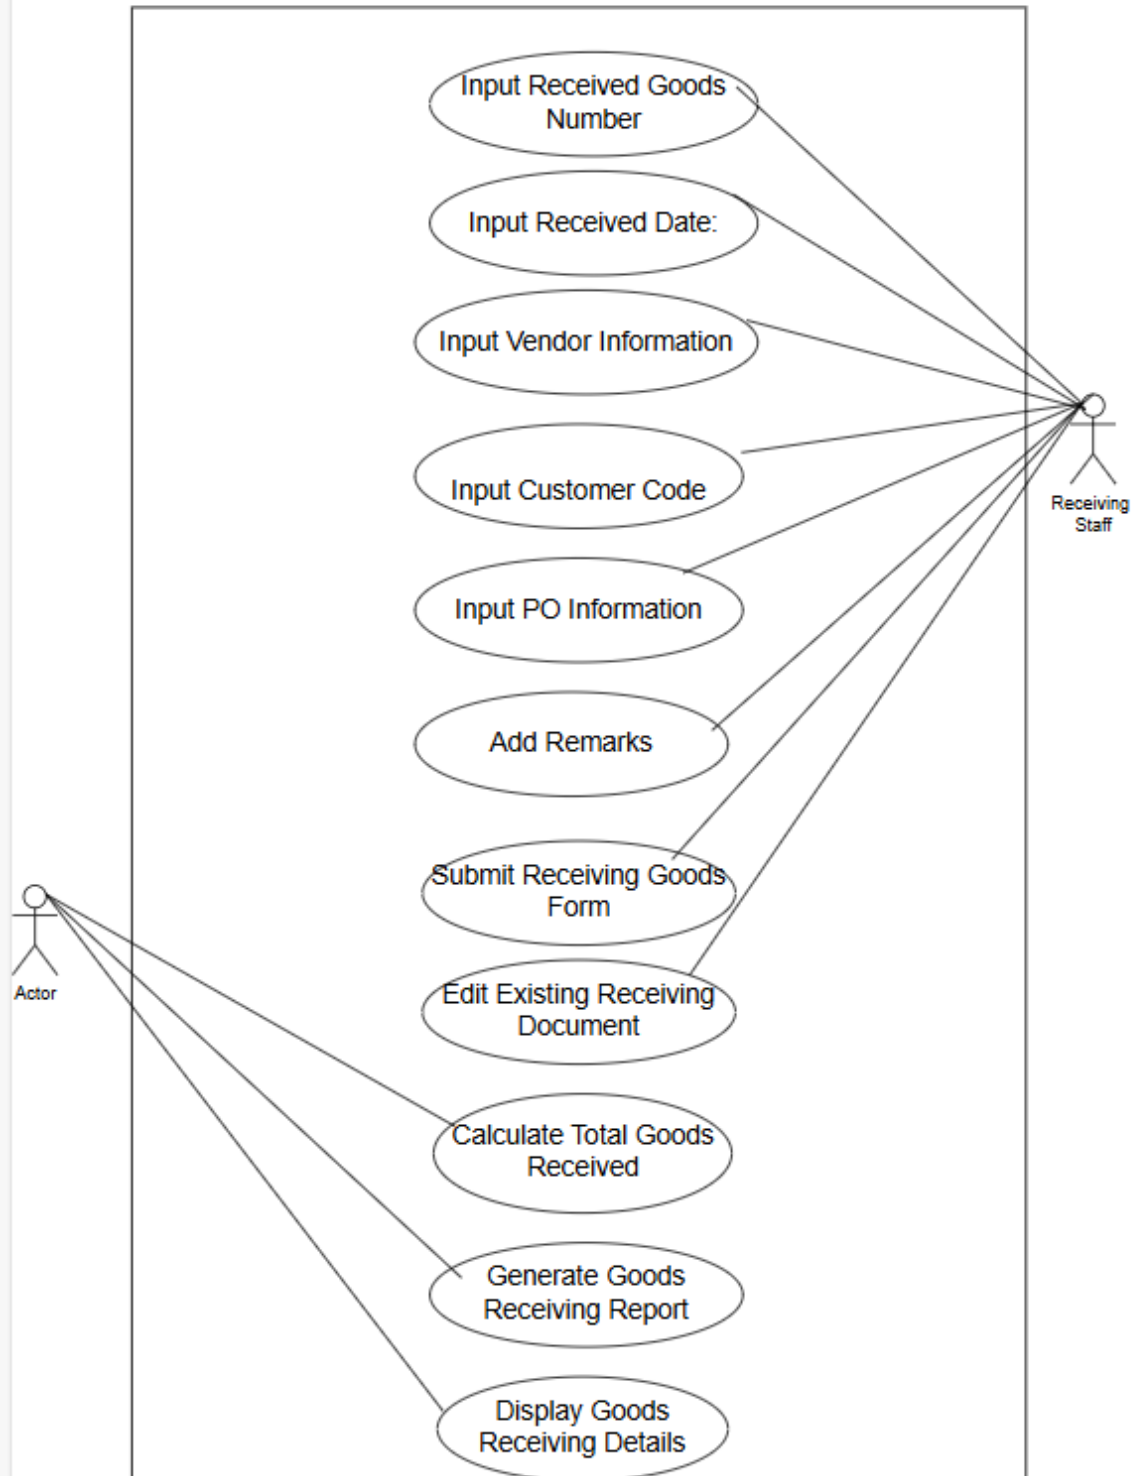 Input Received Goods
Number
Input Received Date:
Input Vendor Information
Input Customer Code
Receiving
Staff
Input PO Information
Add Remarks
Submit Receiving Goods
Form
Actor
Edit Existing Receiving
Document
Calculate Total Goods
Received
Generate Goods
Receiving Report
Display Goods
Receiving Details